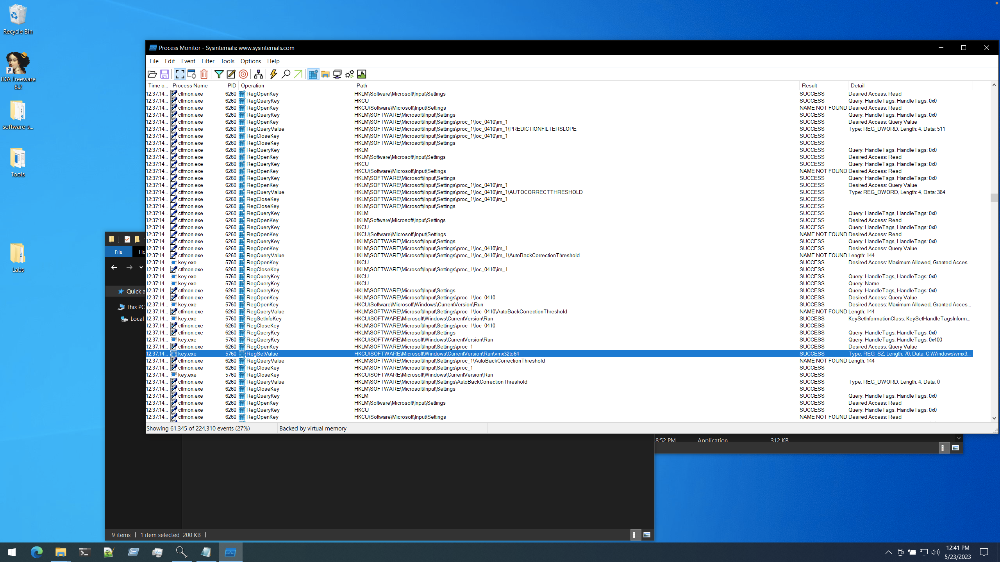 Recycle Bin
IDA Freeware
8.2
software-s...
Tools
Labs
Process Monitor - Sysinternals: www.sysinternals.com
File Edit Event Filter Tools Options Help
Time o... Process Name PID Operation Path Result Detail
12:37:14... ctfmon.exe 6260 RegOpenKey HKLM\Software\Microsoft\Input\Settings SUCCESS Desired Access: Read
12:37:14... ctfmon.exe 6260 RegQueryKey HKCU SUCCESS Query: HandleTags, HandleTags: 0x0
12:37:14... ctfmon.exe 6260 RegOpenKey HKCU\Software\Microsoft\Input\Settings NAME NOT FOUND Desired Access: Read
12:37:14... ctfmon.exe 6260 RegQueryKey HKLM\SOFTWARE\Microsoft\Input\Settings SUCCESS Query: HandleTags, HandleTags: 0x0
12:37:14... ctfmon.exe 6260 RegOpenKey HKLM\SOFTWARE\Microsoft\Input\Settings\proc_1\loc_0410\im_1 SUCCESS Desired Access: Query Value
12:37:14... ctfmon.exe 6260 RegQueryValue HKLM\SOFTWARE\Microsoft\Input\Settings\proc_1\loc_0410\im_1\PREDICTIONFILTERSLOPE SUCCESS Type: REG_DWORD, Length: 4, Data: 511
12:37:14... ctfmon.exe 6260 RegCloseKey HKLM\SOFTWARE\Microsoft\Input\Settings\proc_1\loc_0410\im_1 SUCCESS
12:37:14... ctfmon.exe 6260 RegCloseKey HKLM\SOFTWARE\Microsoft\Input\Settings SUCCESS
12:37:14... ctfmon.exe 6260 RegQueryKey HKLM SUCCESS Query: HandleTags, HandleTags: 0x0
12:37:14... ctfmon.exe 6260 RegOpenKey HKLM\Software\Microsoft\Input\Settings SUCCESS Desired Access: Read
12:37:14... ctfmon.exe 6260 RegQueryKey HKCU SUCCESS Query: HandleTags, HandleTags: 0x0
12:37:14... ctfmon.exe 6260 RegOpenKey HKCU\Software\Microsoft\Input\Settings NAME NOT FOUND Desired Access: Read
12:37:14... ctfmon.exe 6260 RegQueryKey HKLM\SOFTWARE\Microsoft\Input\Settings SUCCESS Query: HandleTags, HandleTags: 0x0
12:37:14... ctfmon.exe 6260 RegOpenKey HKLM\SOFTWARE\Microsoft\Input\Settings\proc_1\loc_0410\im_1 SUCCESS Desired Access: Query Value
12:37:14... ctfmon.exe 6260 RegQueryValue HKLM\SOFTWARE\Microsoft\Input\Settings\proc_1\loc_0410\im_1\AUTOCORRECTTHRESHOLD SUCCESS Type: REG_DWORD, Length: 4, Data: 384
12:37:14... ctfmon.exe 6260 RegCloseKey HKLM\SOFTWARE\Microsoft\Input\Settings\proc_1\loc_0410\im_1 SUCCESS
12:37:14... ctfmon.exe 6260 RegCloseKey HKLM\SOFTWARE\Microsoft\Input\Settings SUCCESS
12:37:14... ctfmon.exe 6260 RegQueryKey HKLM SUCCESS Query: HandleTags, HandleTags: 0x0
12:37:14... ctfmon.exe 6260 RegOpenKey HKLM\Software\Microsoft\Input\Settings SUCCESS Desired Access: Read
12:37:14... ctfmon.exe 6260 RegQueryKey HKCU SUCCESS Query: HandleTags, HandleTags: 0x0
12:37:14... ctfmon.exe 6260 RegOpenKey HKCU\Software\Microsoft\Input\Settings NAME NOT FOUND Desired Access: Read
12:37:14... ctfmon.exe 6260 RegQueryKey HKLM\SOFTWARE\Microsoft\Input\Settings SUCCESS Query: HandleTags, HandleTags: 0x0
12:37:14... ctfmon.exe 6260 RegOpenKey HKLM\SOFTWARE\Microsoft\Input\Settings\proc_1\loc_0410\im_1 SUCCESS Desired Access: Query Value
12:37:14... ctfmon.exe 6260 RegQueryValue HKLM\SOFTWARE\Microsoft\Input\Settings\proc_1\loc_0410\im_1\AutoBackCorrectionThreshold NAME NOT FOUND Length: 144
12:37:14... key.exe 5760 RegOpenKey HKCU SUCCESS Desired Access: Maximum Allowed, Granted Acces...
12:37:14... ctfmon.exe 6260 RegCloseKey HKLM\SOFTWARE\Microsoft\Input\Settings\proc_1\loc_0410\im_1 SUCCESS
12:37:14... key.exe 5760 RegQueryKey HKCU SUCCESS Query: HandleTags, HandleTags: 0x0
12:37:14... key.exe 5760 RegQueryKey HKCU SUCCESS Query: Name
12:37:14... ctfmon.exe 6260 RegQueryKey HKLM\SOFTWARE\Microsoft\Input\Settings SUCCESS Query: HandleTags, HandleTags: 0x0
12:37:14... ctfmon.exe 6260 RegOpenKey HKLM\SOFTWARE\Microsoft\Input\Settings\proc_1\loc_0410 SUCCESS Desired Access: Query Value
12:37:14... key.exe 5760 RegOpenKey HKCU\Software\Microsoft\Windows\CurrentVersion\Run SUCCESS Desired Access: Maximum Allowed, Granted Acces...
12:37:14... ctfmon.exe 6260 RegQueryValue HKLM\SOFTWARE\Microsoft\Input\Settings\proc_1\loc_0410\AutoBackCorrectionThreshold NAME NOT FOUND Length: 144
12:37:14... key.exe 5760 RegSetInfoKey HKCU\SOFTWARE\Microsoft\Windows\CurrentVersion\Run SUCCESS KeySetInformationClass: KeySetHandleTagsInform...
12:37:14... ctfmon.exe 6260 RegCloseKey HKLM\SOFTWARE\Microsoft\Input\Settings\proc_1\loc_0410 SUCCESS
12:37:14... ctfmon.exe 6260 RegQueryKey HKLM\SOFTWARE\Microsoft\Input\Settings SUCCESS Query: HandleTags, HandleTags: 0x0
12:37:14... key.exe 5760 RegQueryKey HKCU\SOFTWARE\Microsoft\Windows\CurrentVersion\Run SUCCESS Query: HandleTags, HandleTags: 0x400
12:37:14... ctfmon.exe 6260 RegOpenKey HKLM\SOFTWARE\Microsoft\Input\Settings\proc_1 SUCCESS Desired Access: Query Value
12:37:14... key.exe 5760 RegSetValue HKCU\SOFTWARE\Microsoft\Windows\CurrentVersion\Run\vmx32to64 SUCCESS Type: REG_SZ, Length: 70, Data: C:\Windows\vmx3...
12:37:14... ctfmon.exe 6260 RegQueryValue HKLM\SOFTWARE\Microsoft\Input\Settings\proc_1\AutoBackCorrectionThreshold NAME NOT FOUND Length: 144
12:37:14... ctfmon.exe 6260 RegCloseKey HKLM\SOFTWARE\Microsoft\Input\Settings\proc_1 SUCCESS
12:37:14... key.exe 5760 RegCloseKey HKCU\SOFTWARE\Microsoft\Windows\CurrentVersion\Run SUCCESS
12:37:14... ctfmon.exe 6260 RegQueryValue HKLM\SOFTWARE\Microsoft\Input\Settings\AutoBackCorrectionThreshold SUCCESS Type: REG_DWORD, Length: 4, Data: 0
12:37:14... ctfmon.exe 6260 RegCloseKey HKLM\SOFTWARE\Microsoft\Input\Settings SUCCESS
12:37:14... ctfmon.exe 6260 RegQueryKey HKLM SUCCESS Query: HandleTags, HandleTags: 0x0
12:37:14... ctfmon.exe 6260 RegOpenKey HKLM\Software\Microsoft\Input\Settings SUCCESS Desired Access: Read
12:37:14... ctfmon.exe 6260 RegQueryKey HKCU SUCCESS Query: HandleTags, HandleTags: 0x0
12:37:14... ctfmon.exe 6260 RegOpenKey HKCU\Software\Microsoft\Input\Settings NAME NOT FOUND Desired Access: Read
Showing 61,345 of 224,310 events (27%) Backed by virtual memory
File Ho
Quick a
This PC
Local
8:52 PM Application 312 KB
9 items 1 item selected 200 KB
12:41 PM
5/23/2023